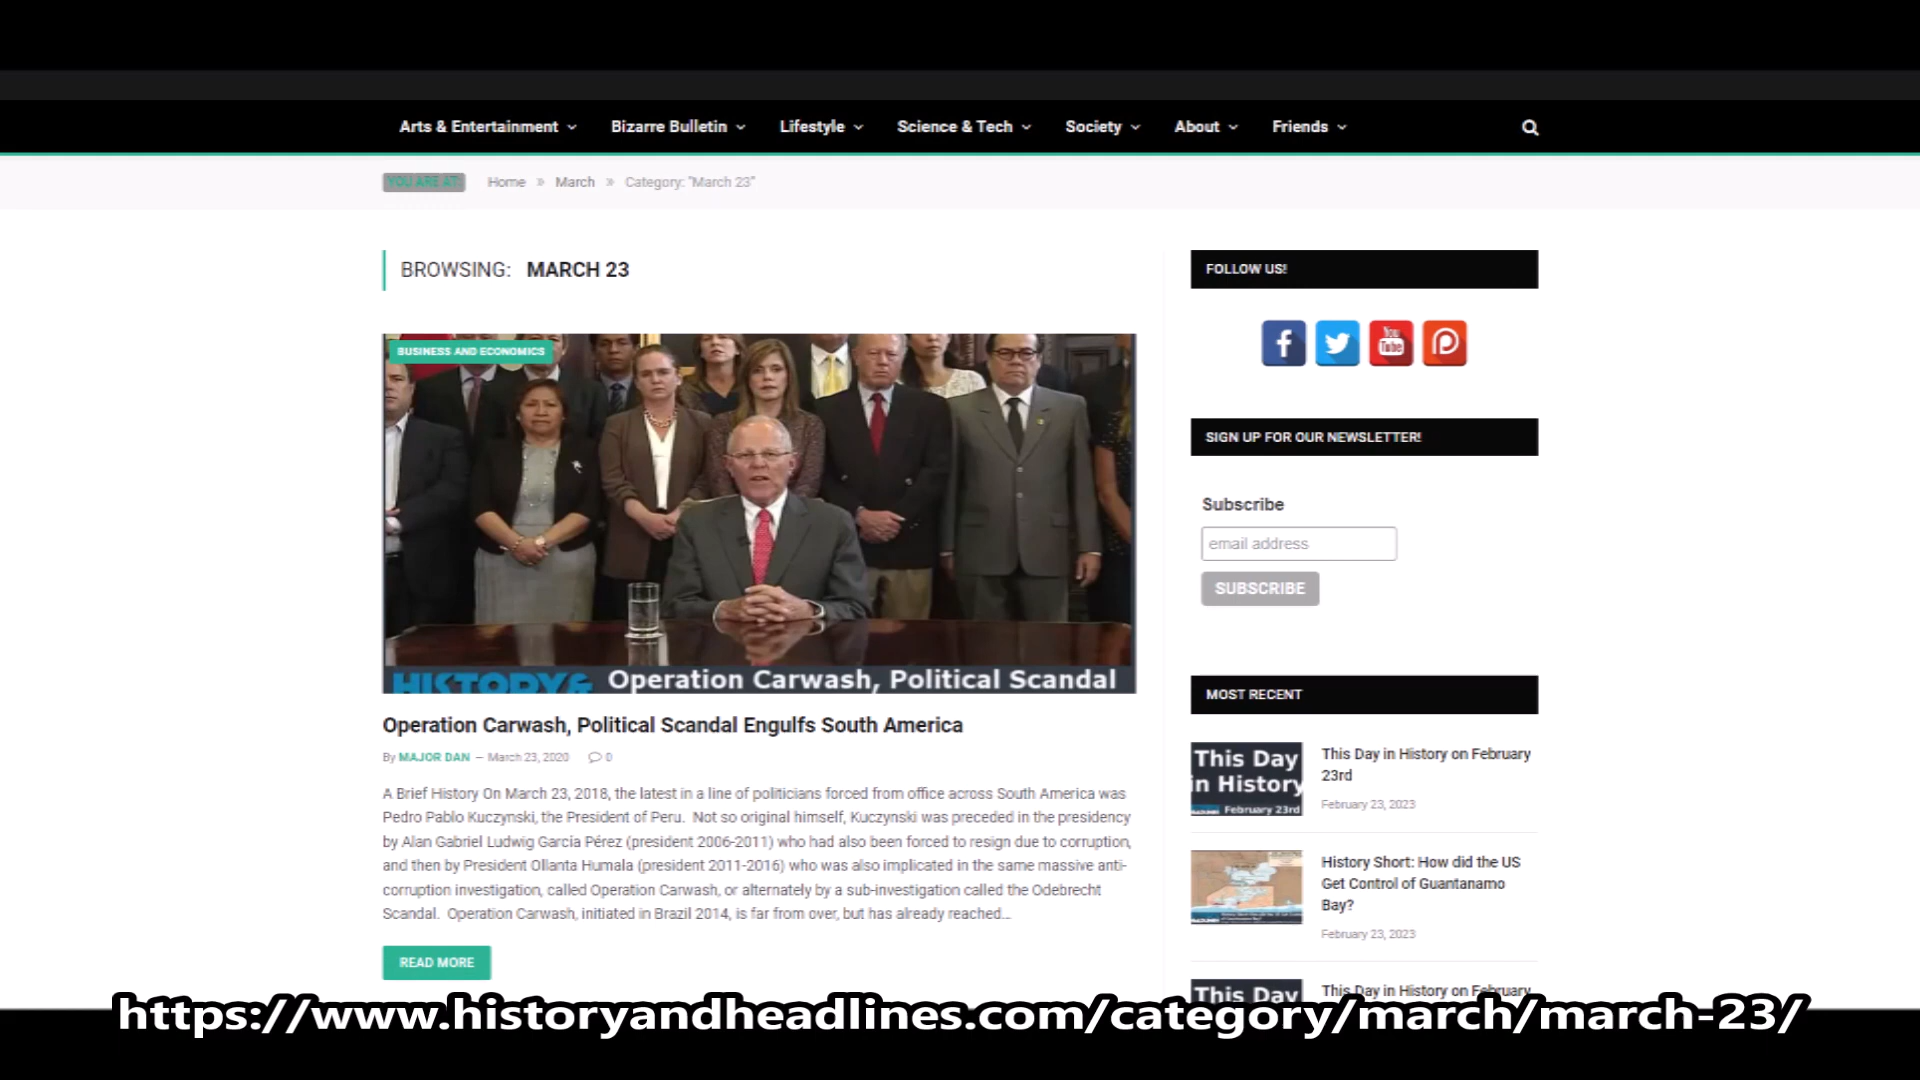 Arts & Entertainment Bizarre Bulletin Lifestyle Science & Tech Society About Friends
YOU ARE AT: Home » March » Category: "March 23"
BROWSING: MARCH 23
BUSINESS AND ECONOMICS
HISTORY& Operation Carwash, Political Scandal
Operation Carwash, Political Scandal Engulfs South America
By MAJOR DAN — March 23, 2020 0
A Brief History On March 23, 2018, the latest in a line of politicians forced from office across South America was
Pedro Pablo Kuczynski, the President of Peru. Not so original himself, Kuczynski was preceded in the presidency
by Alan Gabriel Ludwig García Pérez (president 2006-2011) who had also been forced to resign due to corruption,
and then by President Ollanta Humala (president 2011-2016) who was also implicated in the same massive anti-
corruption investigation, called Operation Carwash, or alternately by a sub-investigation called the Odebrecht
Scandal. Operation Carwash, initiated in Brazil 2014, is far from over, but has already reached...
READ MORE
FOLLOW US!
You
Tube
SIGN UP FOR OUR NEWSLETTER!
Subscribe
email address
SUBSCRIBE
MOST RECENT
This Day
in History
February 23rd
This Day in History on February
23rd
February 23, 2023
History Short: How did the US
Get Control of Guantanamo
Bay?
February 23, 2023
This Day
This Day in History on February
https://www.historyandheadlines.com/category/march/march-23/